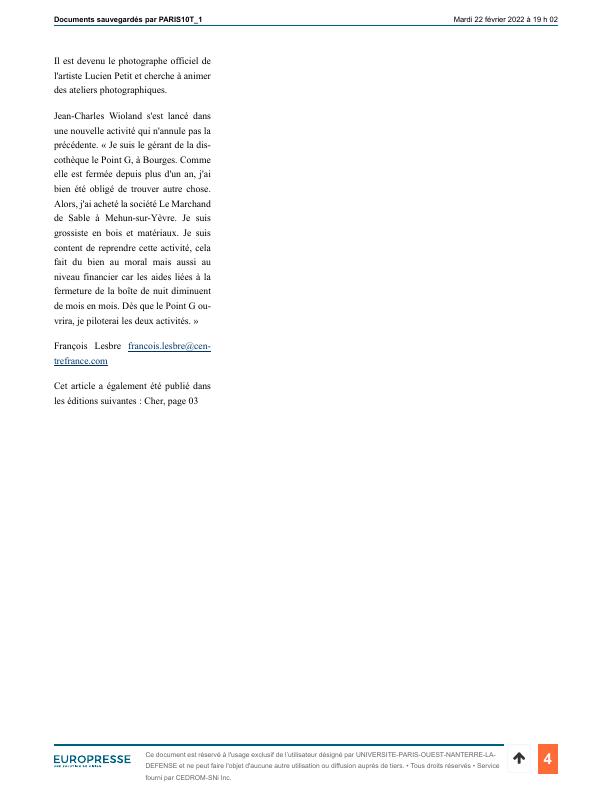 Documents sauvegardés par PARIS10T_1
Mardi 22 février 2022 à 19 h 02
Il est devenu le photographe officiel de
l'artiste Lucien Petit et cherche à animer
des ateliers photographiques.
Jean-Charles Wioland s'est lancé dans
une nouvelle activité qui n'annule pas la
précédente. « Je suis le gérant de la dis-
cothèque le Point G, à Bourges. Comme
elle est fermée depuis plus d'un an, j'ai
bien été obligé de trouver autre chose.
Alors, j'ai acheté la société Le Marchand
de Sable à Mehun-sur-Yèvre. Je suis
grossiste en bois et matériaux. Je suis
content de reprendre cette activité, cela
fait du bien au moral mais aussi au
niveau financier car les aides liées à la
fermeture de la boîte de nuit diminuent
de mois en mois. Dès que le Point G ou-
vrira, je piloterai les deux activités. »
François Lesbre francois.lesbre@cen-
trefrance.com
Cet article a également été publié dans
les éditions suivantes : Cher, page 03
EUROPRESSE
Ce document est réservé à l'usage exclusif de l'utilisateur désigné par UNIVERSITE-PARIS-OUEST-NANTERRE-LA-
DEFENSE et ne peut faire l'objet d'aucune autre utilisation ou diffusion auprès de tiers. • Tous droits réservés • Service
fourni par CEDROM-SNi Inc.
4